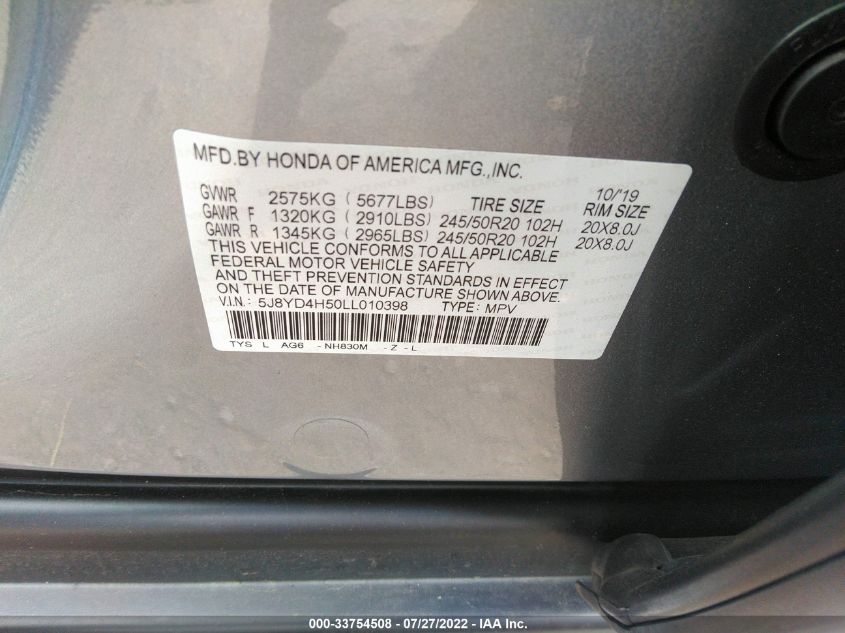 MFD.BY HONDA OF AMERICA MFG.,INC.
10/'19
GVWR 2575KG (5677LBS) TIRE SIZE RIM SIZE
GAWR F 1320KG (2910LBS) 245/50R20 102H 20X8.0J
GAWR R 1345KG (2965LBS) 245/50R20 102H 20X8.0J
THIS VEHICLE CONFORMS TO ALL APPLICABLE
FEDERAL MOTOR VEHICLE SAFETY
AND THEFT PREVENTION STANDARDS IN EFFECT
ON THE DATE OF MANUFACTURE SHOWN ABOVE.
V.I.N: 5J8YD4H50LL010398 TYPE: MPV
TYS L AG6 -NH830M -Z -L
000-33754508 - 07/27/2022 - IAA Inc.